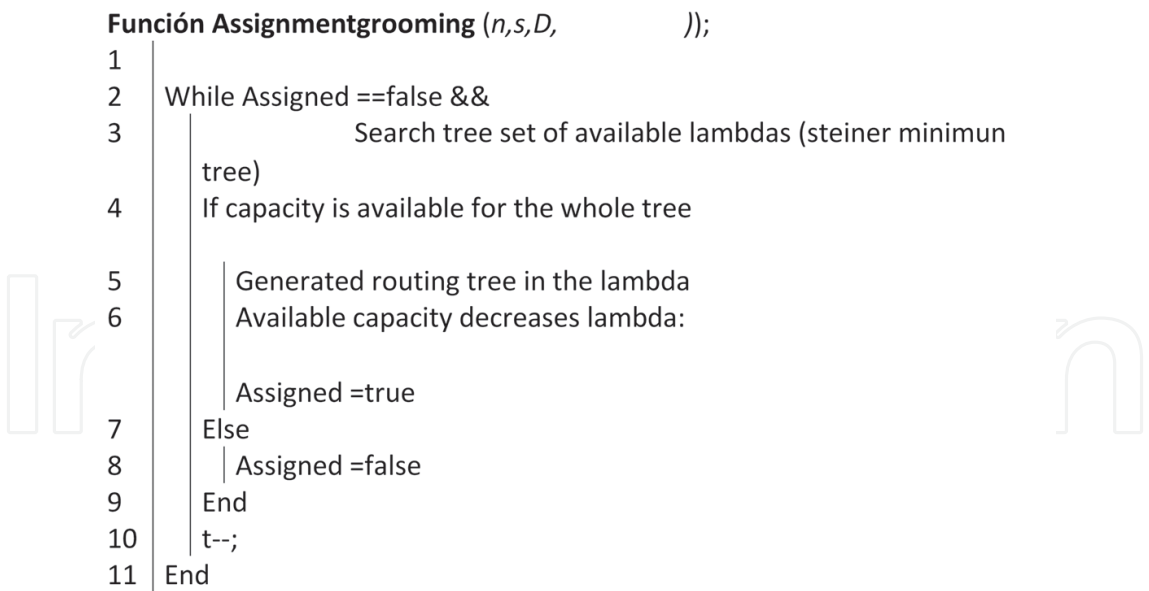 Función Assignmentgrooming (n,s,D, ));
1
2 While Assigned ==false &&
3 Search tree set of available lambdas (steiner minimun
tree)
4 If capacity is available for the whole tree
5 Generated routing tree in the lambda
6 Available capacity decreases lambda:
Assigned =true
7 Else
8 Assigned =false
9 End
10 t--;
11 End